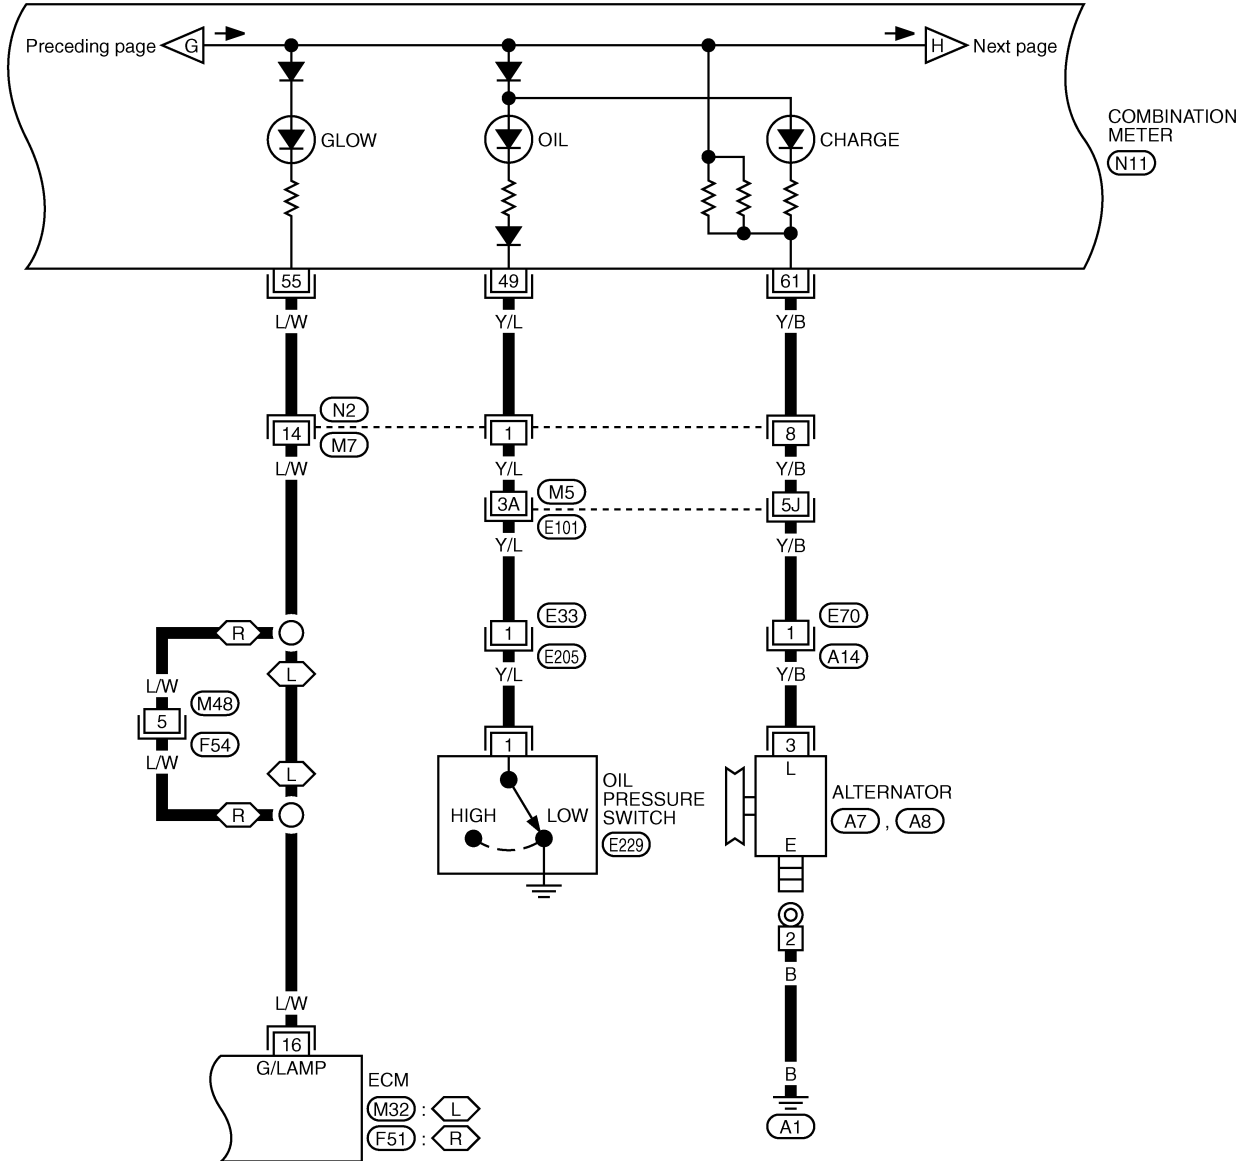 Preceding page G H Next page
COMBINATION
METER
N11
GLOW OIL CHARGE
55 49 61
L/W Y/L Y/B
N2
14 1 8
M7
L/W Y/L Y/B
M5
3A 5J
E101
Y/L Y/B
E33 E70
R 1 1
E205 A14
L Y/L Y/B
L/W
M48
5
F54
L/W
1 3
L
L
OIL
PRESSURE
SWITCH
E229
HIGH LOW
ALTERNATOR
A7 , A8
R
E
2
B
L/W
16
G/LAMP
ECM
M32 : L
F51 : R
B
A1